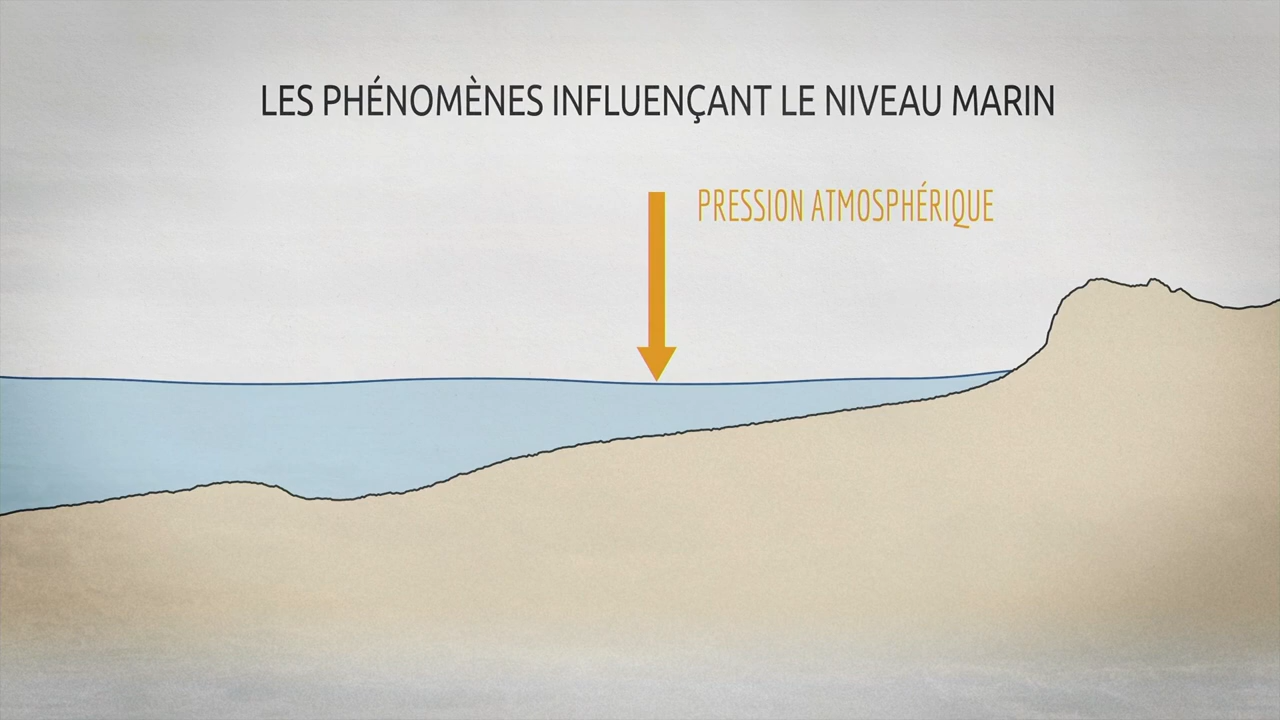 LES PHÉNOMÈNES INFLUENÇANT LE NIVEAU MARIN
PRESSION ATMOSPHÉRIQUE